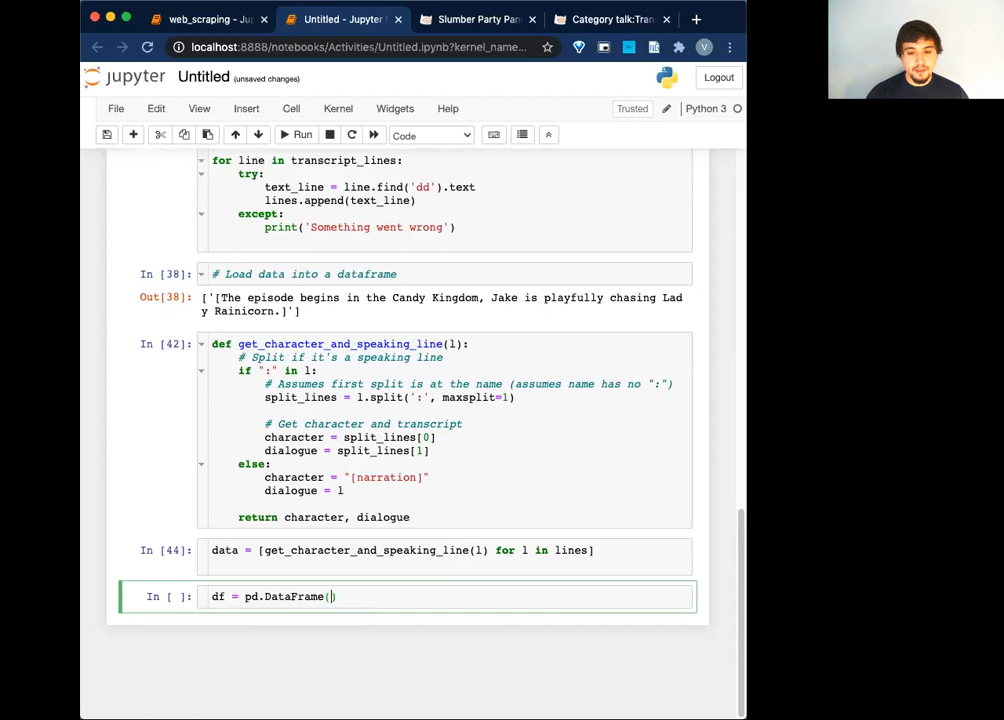 web_scraping - Ju
Untitled - Jupyter
Slumber Party Pan
Category talk:Tran
localhost:8888/notebooks/Activities/Untitled.ipynb?kernel_name...
V
jupyter Untitled (unsaved changes)
Logout
File Edit View Insert Cell Kernel Widgets Help
Trusted
Python 3
Run
Code
for line in transcript_lines:
try:
text_line = line.find('dd').text
lines.append(text_line)
except:
print('Something went wrong')
In [38]: # Load data into a dataframe
Out[38]: ['[The episode begins in the Candy Kingdom, Jake is playfully chasing Lad
y Rainicorn.]']
In [42]: def get_character_and_speaking_line(l):
# Split if it's a speaking line
if ":" in l:
# Assumes first split is at the name (assumes name has no ":")
split_lines = l.split(':', maxsplit=1)
# Get character and transcript
character = split_lines[0]
dialogue = split_lines[1]
else:
character = "[narration]"
dialogue = l
return character, dialogue
In [44]: data = [get_character_and_speaking_line(l) for l in lines]
In [ ]: df = pd.DataFrame()